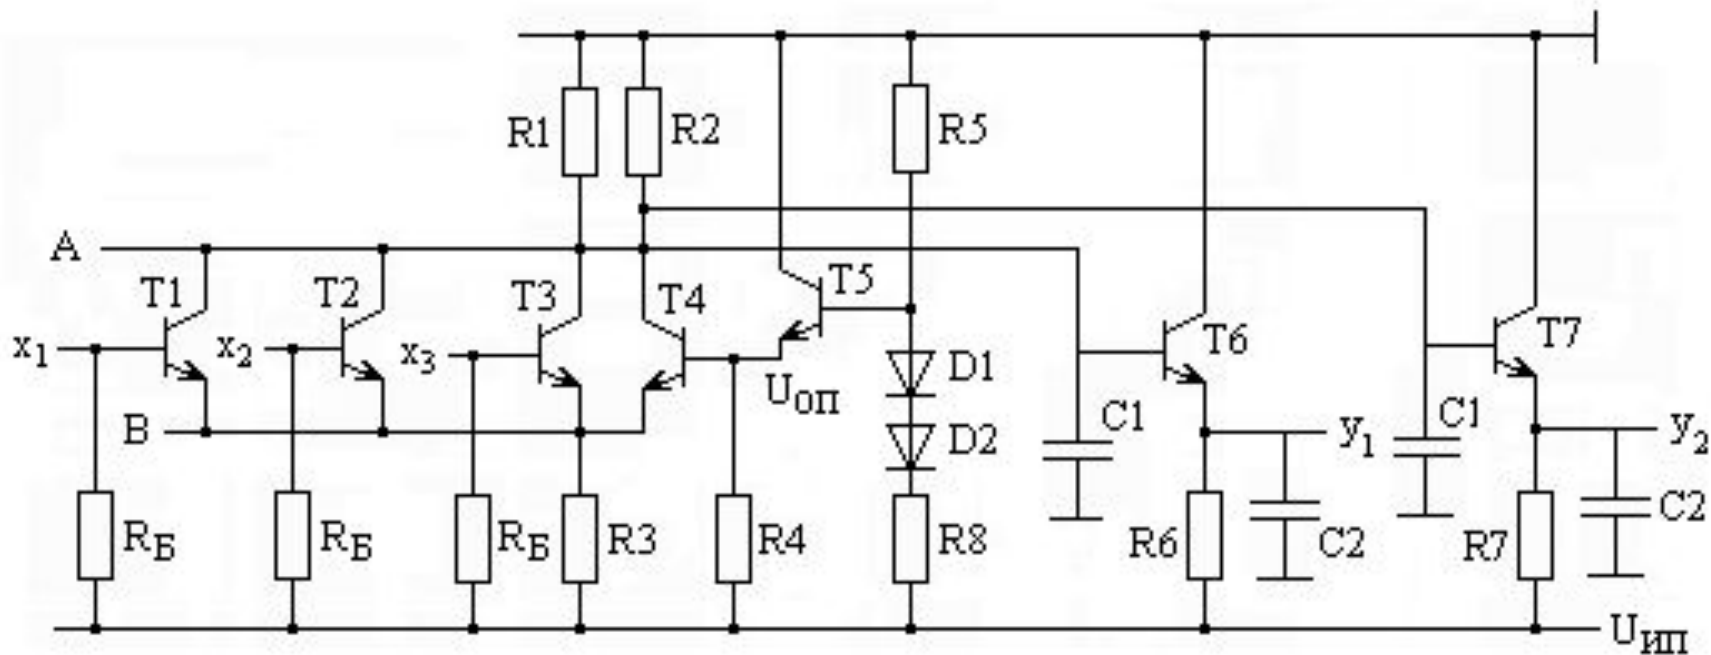 R1 R2 R5
A
T1 T2 T3 T4 T5 T6 T7
x1 x2 x3
UОП
D1
B
C1 y1 C1 y2
D2
RБ RБ RБ R3 R4 R8 R6 C2 R7 C2
UИП